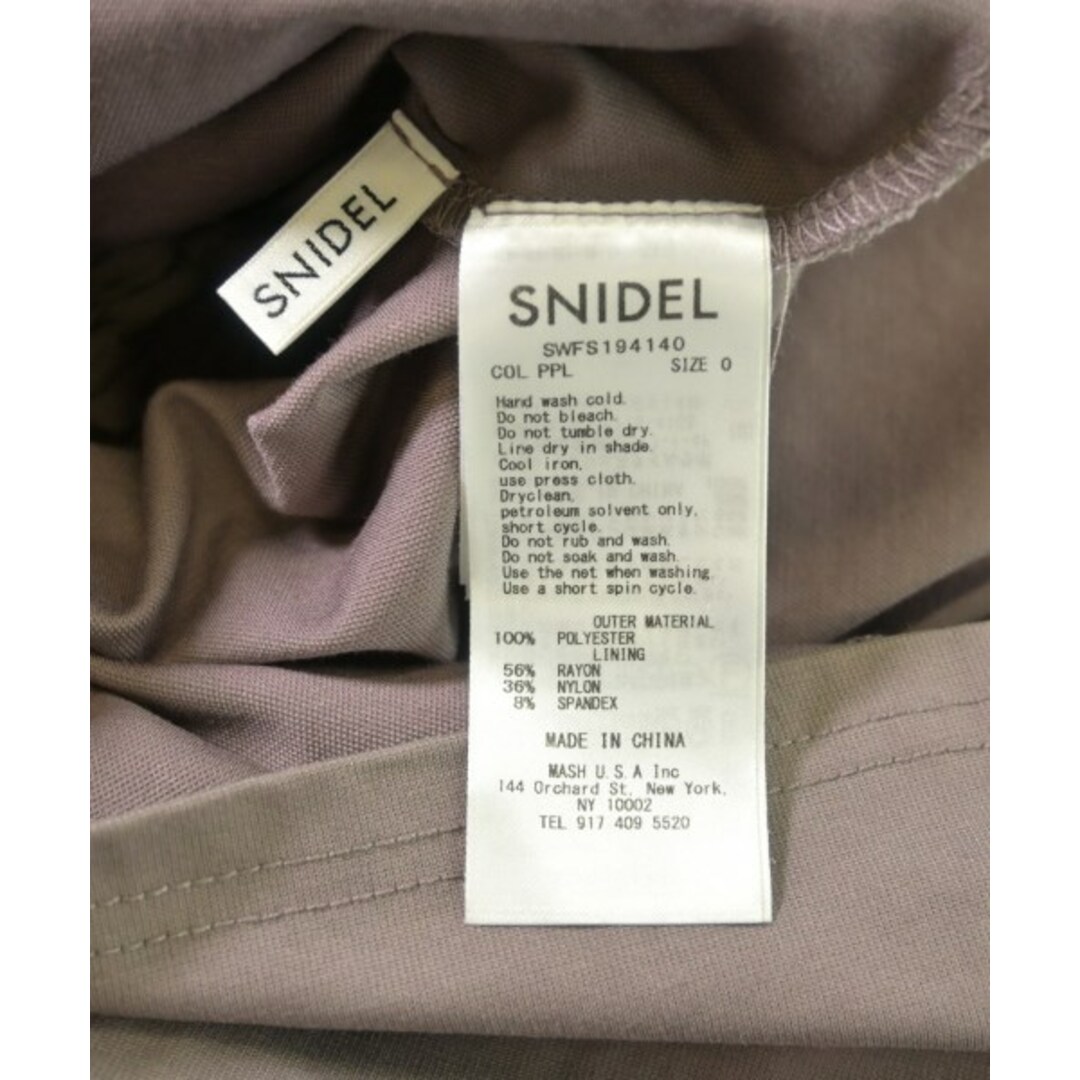 SNIDEL
SNIDEL
SWFS194140
COL PPL SIZE 0
Hand wash cold.
Do not bleach.
Do not tumble dry.
Line dry in shade.
Cool iron,
use press cloth.
Dryclean,
petroleum solvent only,
short cycle.
Do not rub and wash.
Do not soak and wash.
Use the net when washing.
Use a short spin cycle.
OUTER MATERIAL
100% POLYESTER
LINING
56% RAYON
36% NYLON
8% SPANDEX
MADE IN CHINA
MASH U.S.A Inc
144 Orchard St, New York,
NY 10002
TEL 917 409 5520